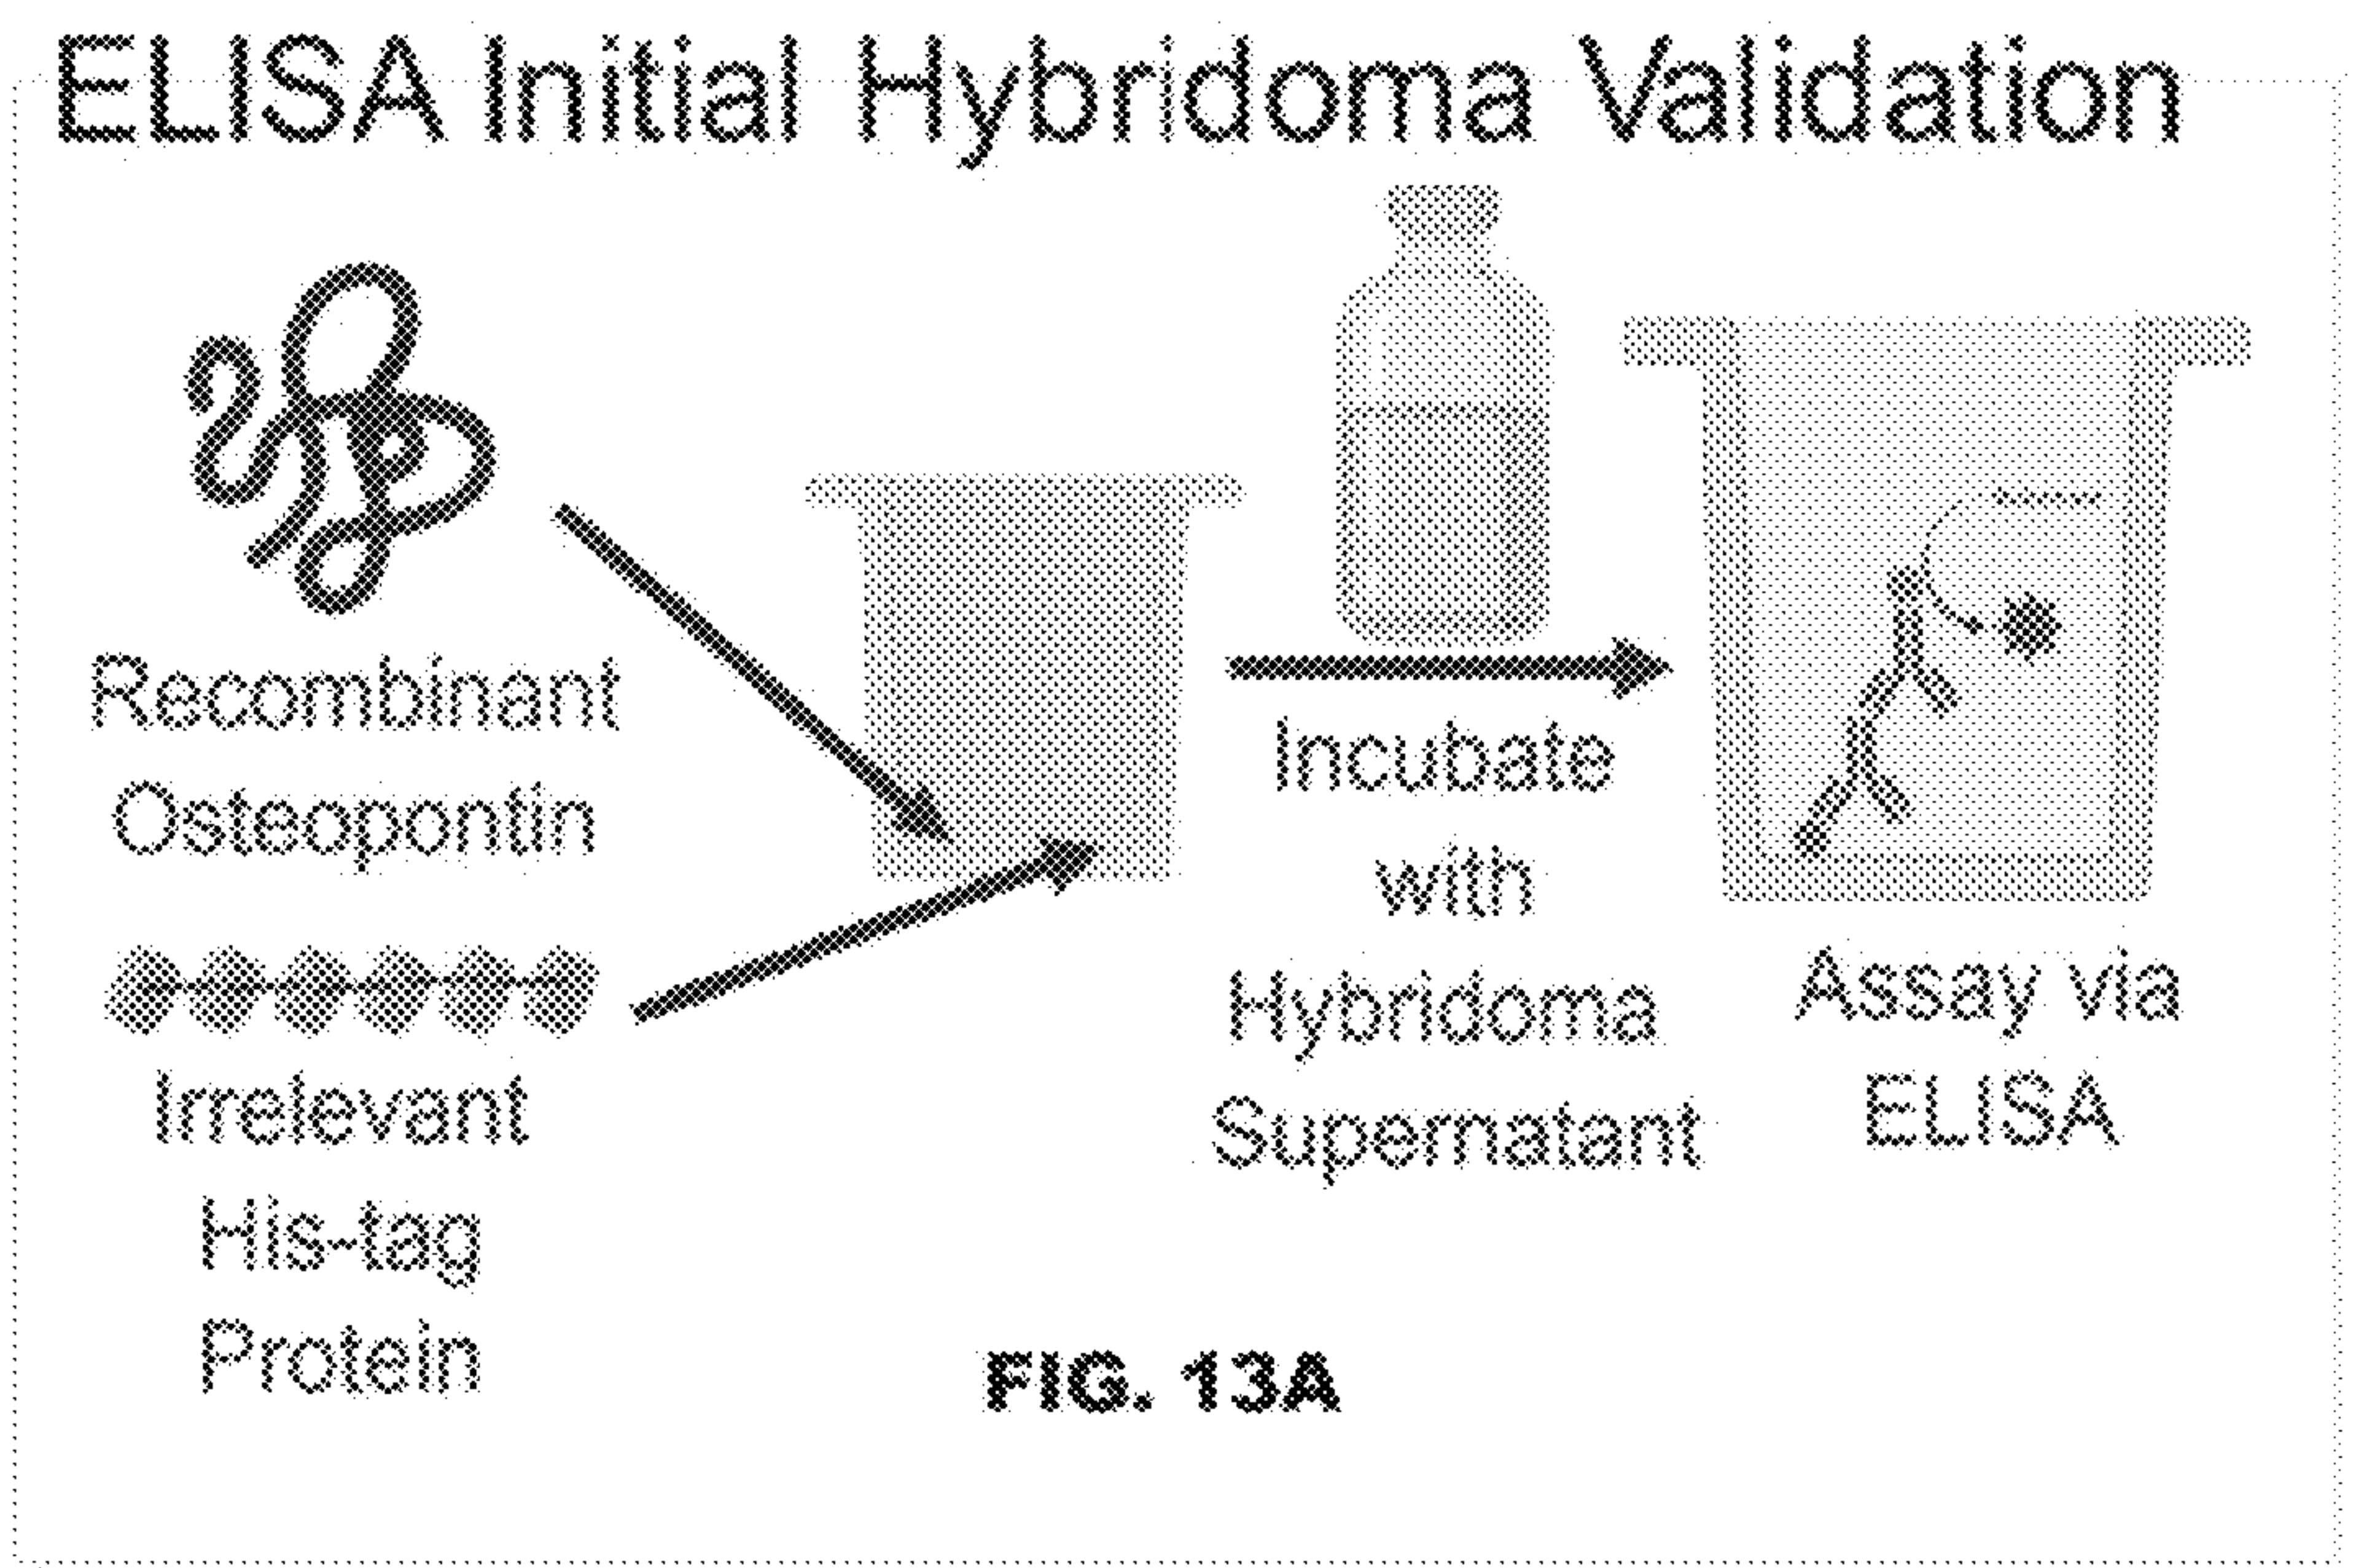 ELISA Initial Hybridoma Validation
Recombinant
Osteopontin
Irrelevant
His-tag
Protein
Incubate
with
Hybridoma
Supernatant
Assay via
ELISA
FIG. 13A